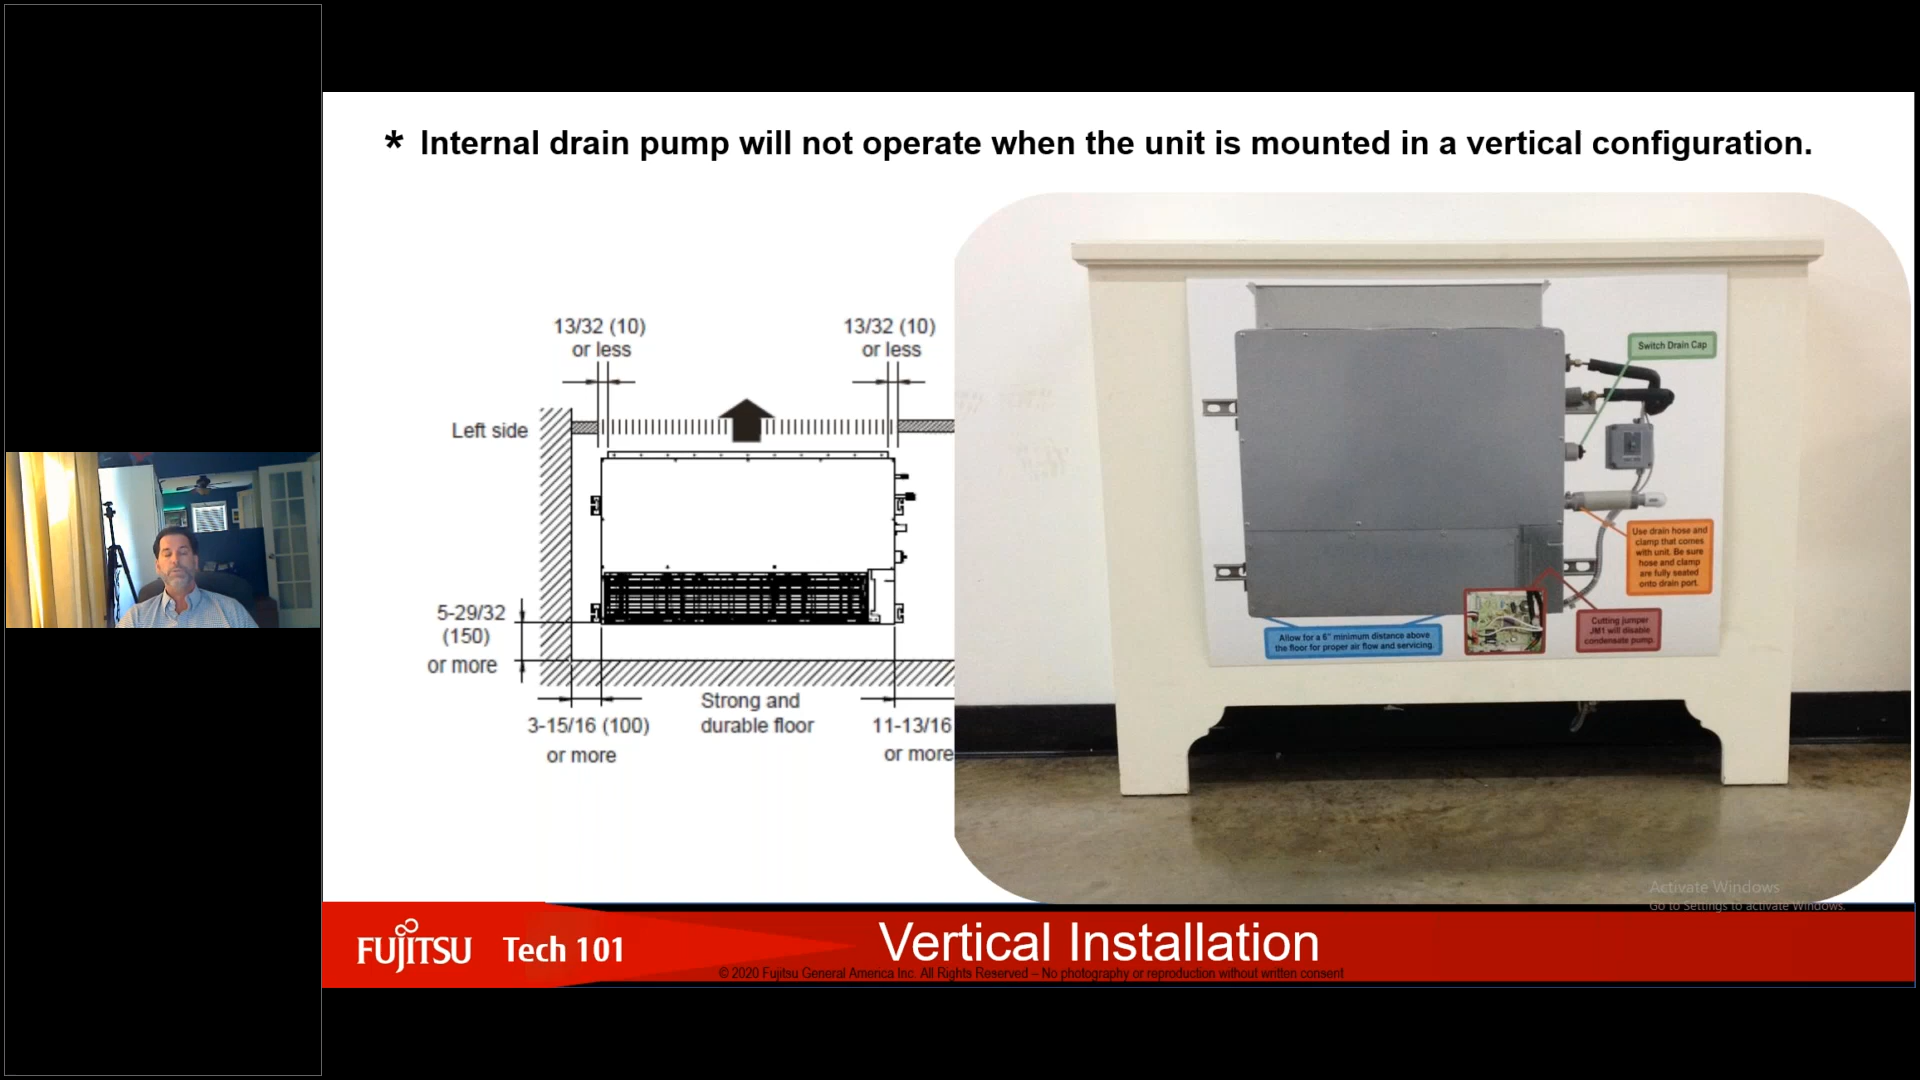 * Internal drain pump will not operate when the unit is mounted in a vertical configuration.
13/32 (10)
or less
13/32 (10)
or less
Left side
5-29/32
(150)
or more
3-15/16 (100)
or more
Strong and
durable floor
11-13/16
or more
Switch Drain Cap
Use drain hose and
clamp that comes
with unit. Be sure
hose and clamp
are fully seated
onto drain port.
Allow for a 6" minimum distance above
the floor for proper air flow and servicing.
Cutting jumper
JM1 will disable
condensate pump.
Activate Windows
Go to Settings to activate Windows.
FUJITSU Tech 101
Vertical Installation
© 2020 Fujitsu General America Inc. All Rights Reserved – No photography or reproduction without written consent